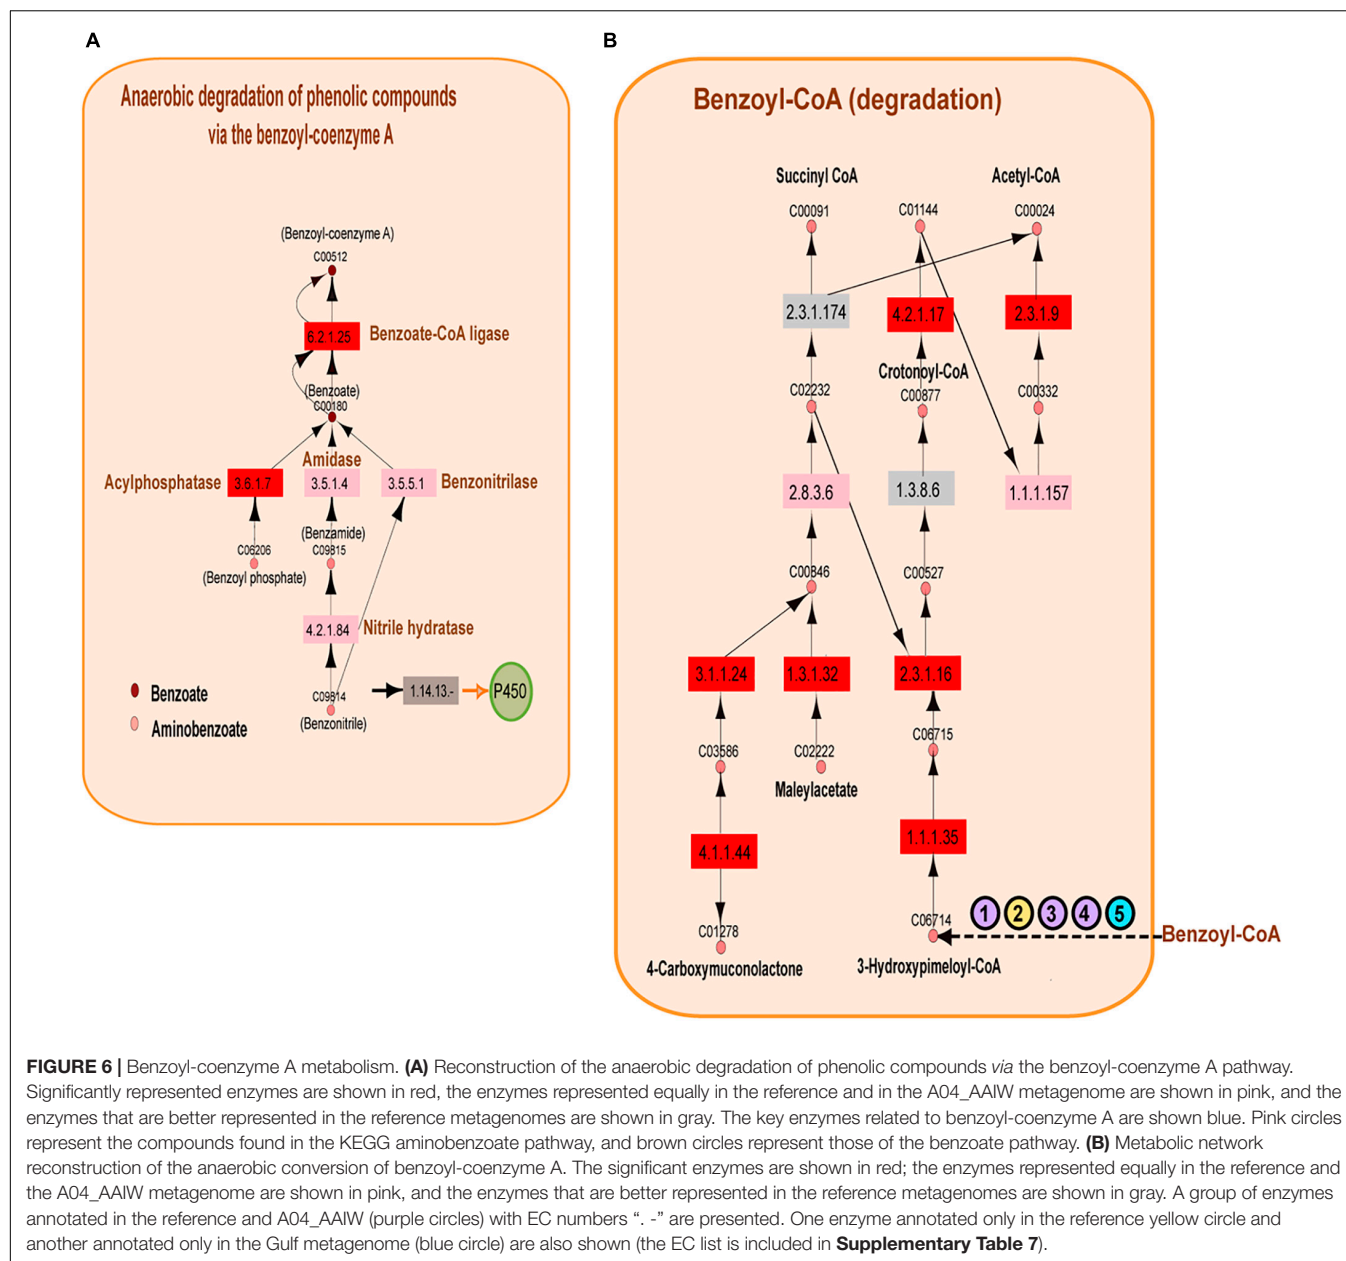 A
Anaerobic degradation of phenolic compounds
via the benzoyl-coenzyme A
(Benzoyl-coenzyme A)
C00512
6.2.1.25
Benzoate-CoA ligase
(Benzoate)
C00180
Amidase
Acylphosphatase
3.6.1.7
3.5.1.4
3.5.5.1
Benzonitrilase
(Benzamide)
C06206
C09815
(Benzoyl phosphate)
4.2.1.84
Nitrile hydratase
Benzoate
Aminobenzoate
C09814
(Benzonitrile)
1.14.13.-
P450
B
Benzoyl-CoA (degradation)
Succinyl CoA
Acetyl-CoA
C00091
C01144
C00024
2.3.1.174
4.2.1.17
2.3.1.9
Crotonoyl-CoA
C02232
C00877
C00332
2.8.3.6
1.3.8.6
1.1.1.157
C00846
C00527
3.1.1.24
1.3.1.32
2.3.1.16
C03586
C02222
C06715
Maleylacetate
4.1.1.44
1.1.1.35
C01278
C06714
1 2 3 4 5
Benzoyl-CoA
4-Carboxymuconolactone
3-Hydroxypimeloyl-CoA
FIGURE 6 | Benzoyl-coenzyme A metabolism. (A) Reconstruction of the anaerobic degradation of phenolic compounds via the benzoyl-coenzyme A pathway.
Significantly represented enzymes are shown in red, the enzymes represented equally in the reference and in the A04_AAIW metagenome are shown in pink, and the
enzymes that are better represented in the reference metagenomes are shown in gray. The key enzymes related to benzoyl-coenzyme A are shown blue. Pink circles
represent the compounds found in the KEGG aminobenzoate pathway, and brown circles represent those of the benzoate pathway. (B) Metabolic network
reconstruction of the anaerobic conversion of benzoyl-coenzyme A. The significant enzymes are shown in red; the enzymes represented equally in the reference and
the A04_AAIW metagenome are shown in pink, and the enzymes that are better represented in the reference metagenomes are shown in gray. A group of enzymes
annotated in the reference and A04_AAIW (purple circles) with EC numbers “. -” are presented. One enzyme annotated only in the reference yellow circle and
another annotated only in the Gulf metagenome (blue circle) are also shown (the EC list is included in Supplementary Table 7).